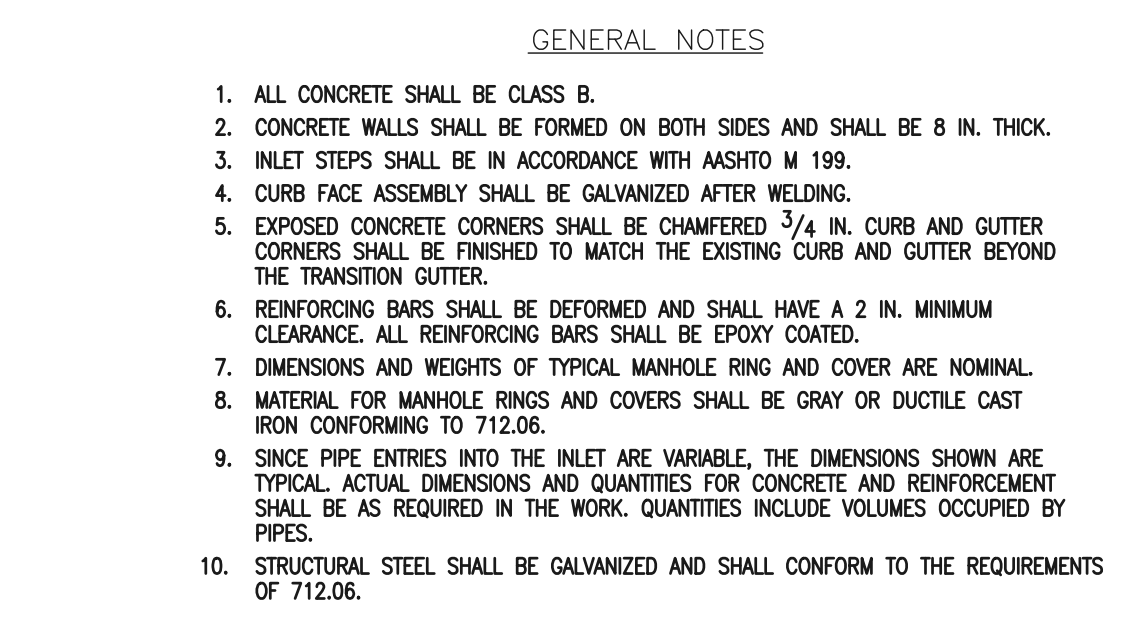 GENERAL NOTES
1. ALL CONCRETE SHALL BE CLASS B.
2. CONCRETE WALLS SHALL BE FORMED ON BOTH SIDES AND SHALL BE 8 IN. THICK.
3. INLET STEPS SHALL BE IN ACCORDANCE WITH AASHTO M 199.
4. CURB FACE ASSEMBLY SHALL BE GALVANIZED AFTER WELDING.
5. EXPOSED CONCRETE CORNERS SHALL BE CHAMFERED 3/4 IN. CURB AND GUTTER
CORNERS SHALL BE FINISHED TO MATCH THE EXISTING CURB AND GUTTER BEYOND
THE TRANSITION GUTTER.
6. REINFORCING BARS SHALL BE DEFORMED AND SHALL HAVE A 2 IN. MINIMUM
CLEARANCE. ALL REINFORCING BARS SHALL BE EPOXY COATED.
7. DIMENSIONS AND WEIGHTS OF TYPICAL MANHOLE RING AND COVER ARE NOMINAL.
8. MATERIAL FOR MANHOLE RINGS AND COVERS SHALL BE GRAY OR DUCTILE CAST
IRON CONFORMING TO 712.06.
9. SINCE PIPE ENTRIES INTO THE INLET ARE VARIABLE, THE DIMENSIONS SHOWN ARE
TYPICAL. ACTUAL DIMENSIONS AND QUANTITIES FOR CONCRETE AND REINFORCEMENT
SHALL BE AS REQUIRED IN THE WORK. QUANTITIES INCLUDE VOLUMES OCCUPIED BY
PIPES.
10. STRUCTURAL STEEL SHALL BE GALVANIZED AND SHALL CONFORM TO THE REQUIREMENTS
OF 712.06.